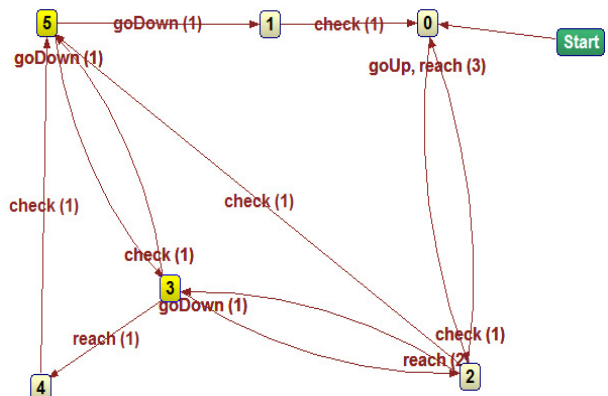 5
goDown (1)
1
check (1)
0
Start
goDown (1)
goUp, reach (3)
check (1)
check (1)
check (1)
3
goDown (1)
reach (1)
check (1)
reach (2
2
4